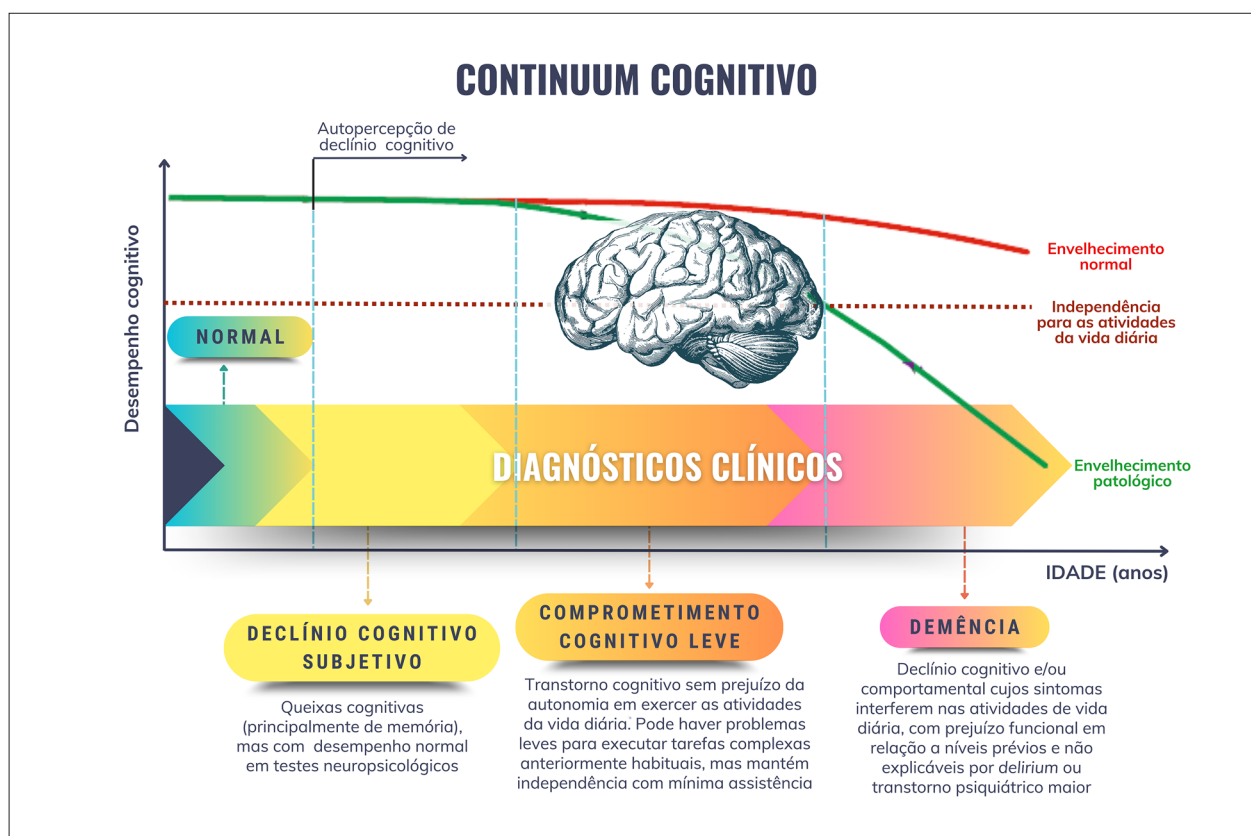 CONTINUUM COGNITIVO
Autopercepção de
declínio cognitivo
Desempenho cognitivo
Envelhecimento
normal
Independência
para as atividades
da vida diária
NORMAL
DIAGNÓSTICOS CLÍNICOS
Envelhecimento
patológico
IDADE (anos)
DECLÍNIO COGNITIVO
SUBJETIVO
Queixas cognitivas
(principalmente de memória),
mas com desempenho normal
em testes neuropsicológicos
COMPROMETIMENTO
COGNITIVO LEVE
Transtorno cognitivo sem prejuízo da
autonomia em exercer as atividades
da vida diária. Pode haver problemas
leves para executar tarefas complexas
anteriormente habituais, mas mantém
independência com mínima assistência
DEMÊNCIA
Declínio cognitivo e/ou
comportamental cujos sintomas
interferem nas atividades de vida
diária, com prejuízo funcional em
relação a níveis prévios e não
explicáveis por delirium ou
transtorno psiquiátrico maior